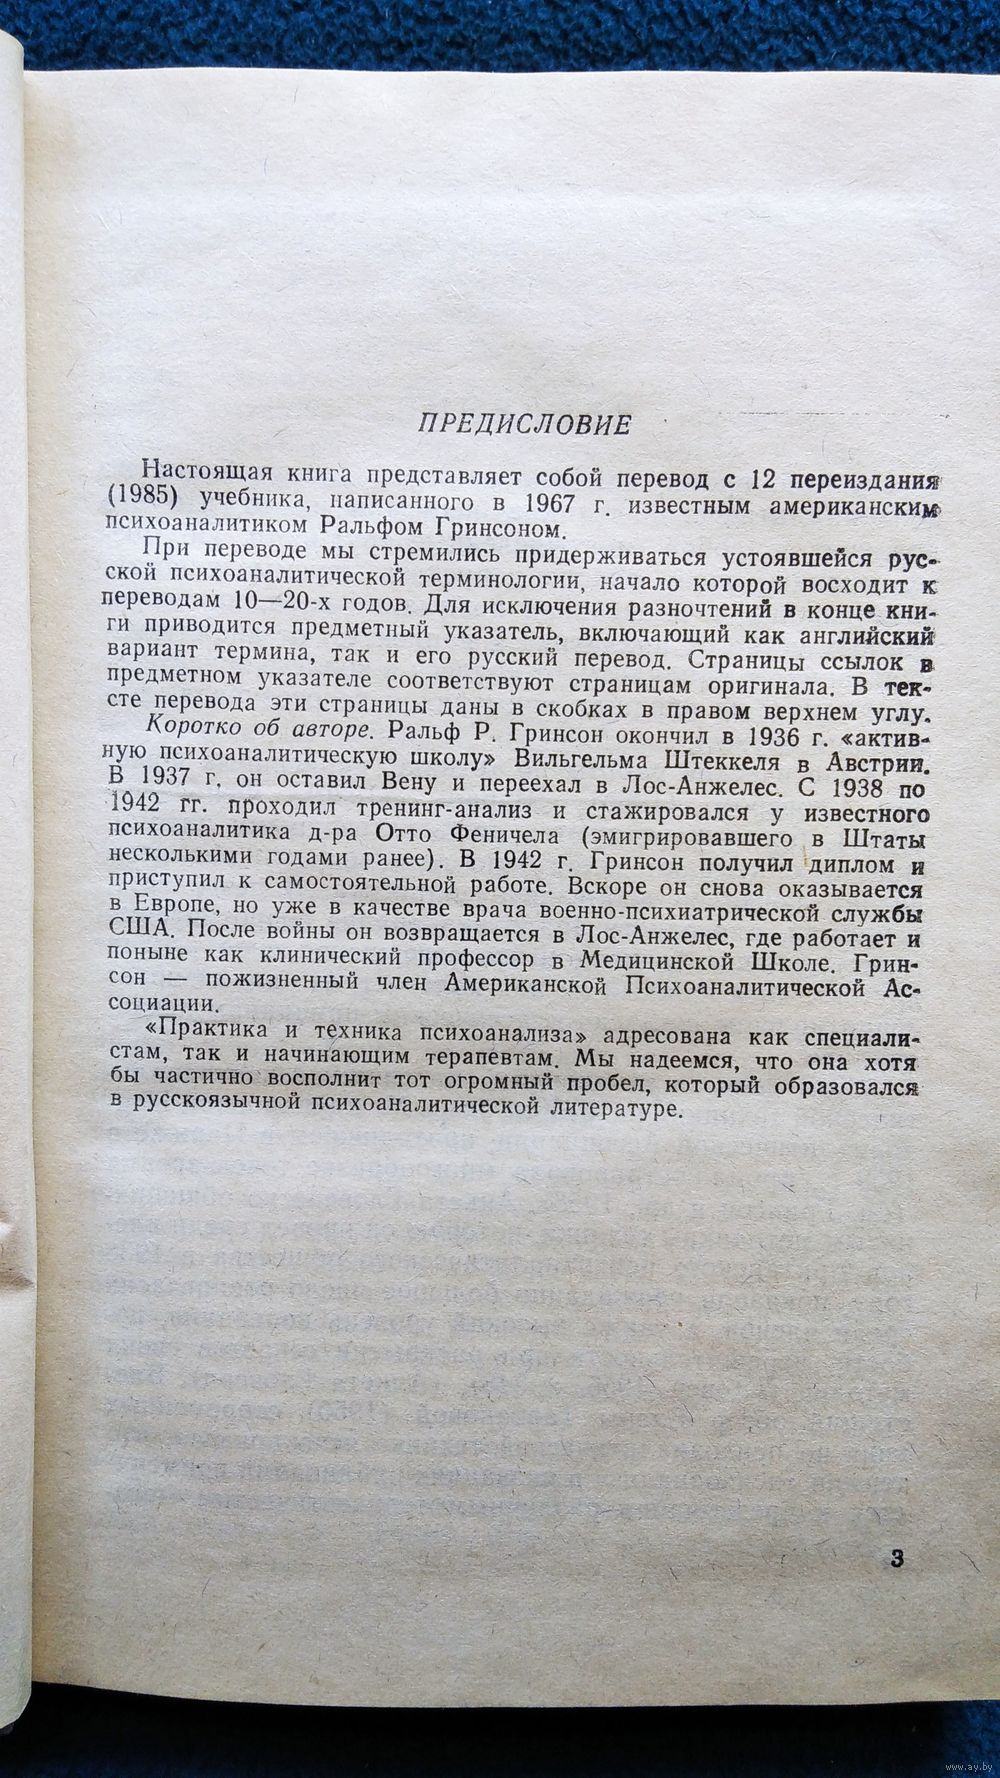 ПРЕДИСЛОВИЕ
Настоящая книга представляет собой перевод с 12 переиздания
(1985) учебника, написанного в 1967 г. известным американским
психоаналитиком Ральфом Гринсоном.
При переводе мы стремились придерживаться устоявшейся рус-
ской психоаналитической терминологии, начало которой восходит к
переводам 10—20-х годов. Для исключения разночтений в конце кни-
ги приводится предметный указатель, включающий как английский
вариант термина, так и его русский перевод. Страницы ссылок в
предметном указателе соответствуют страницам оригинала. В тек-
сте перевода эти страницы даны в скобках в правом верхнем углу.
Коротко об авторе. Ральф Р. Гринсон окончил в 1936 г. «актив-
ную психоаналитическую школу» Вильгельма Штеккеля в Австрии.
В 1937 г. он оставил Вену и переехал в Лос-Анжелес. С 1938 по
1942 гг. проходил тренинг-анализ и стажировался у известного
психоаналитика д-ра Отто Феничела (эмигрировавшего в Штаты
несколькими годами ранее). В 1942 г. Гринсон получил диплом и
приступил к самостоятельной работе. Вскоре он снова оказывается
в Европе, но уже в качестве врача военно-психиатрической службы
США. После войны он возвращается в Лос-Анжелес, где работает и
поныне как клинический профессор в Медицинской Школе. Грин-
сон — пожизненный член Американской Психоаналитической Ас-
социации.
«Практика и техника психоанализа» адресована как специали-
стам, так и начинающим терапевтам. Мы надеемся, что она хотя
бы частично восполнит тот огромный пробел, который образовался
в русскоязычной психоаналитической литературе.
3
www.ay.by